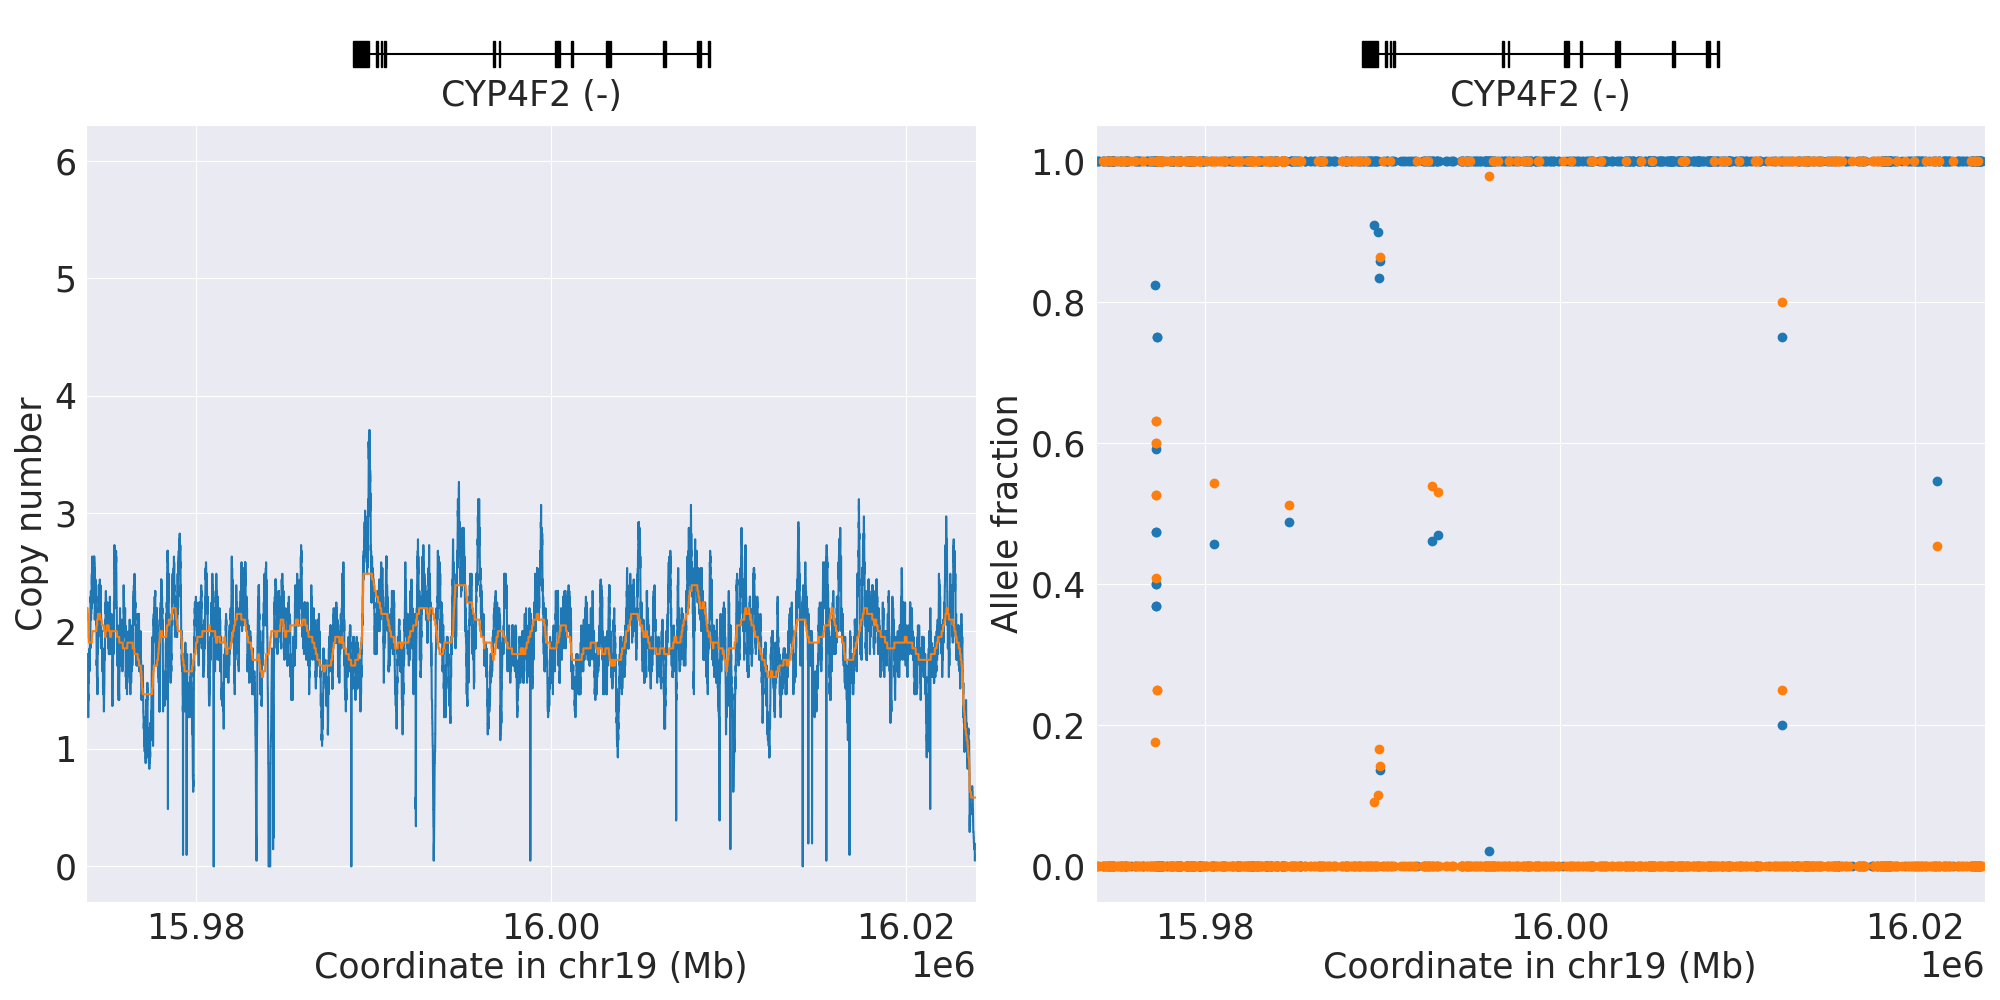 CYP4F2 (-)
6
5
4
3
2
1
0
Copy number
15.98
16.00
16.02
Coordinate in chr19 (Mb)
1e6
CYP4F2 (-)
1.0
0.8
0.6
0.4
0.2
0.0
Allele fraction
15.98
16.00
16.02
Coordinate in chr19 (Mb)
1e6